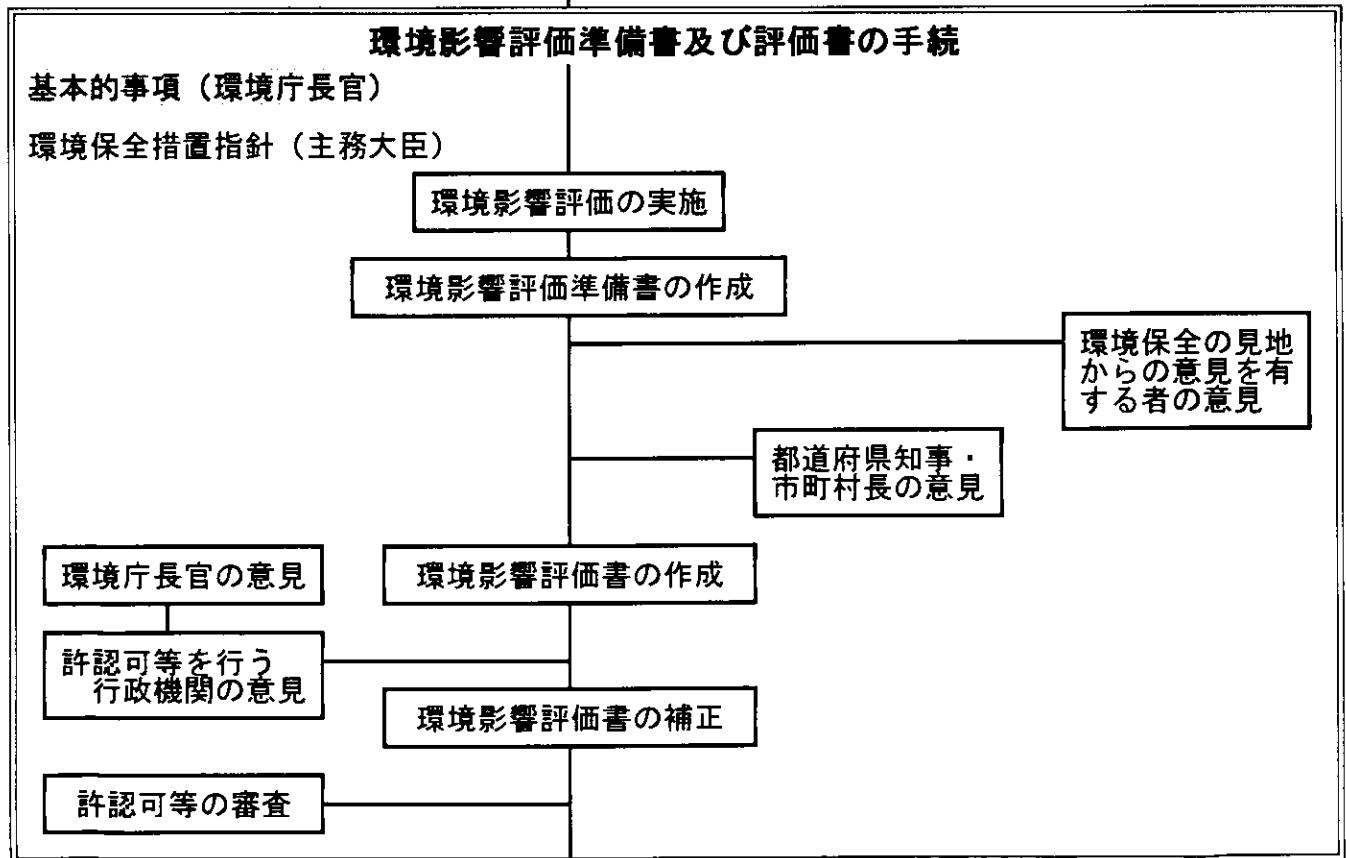 環境影響評価準備書及び評価書の手続
基本的事項（環境庁長官）
環境保全措置指針（主務大臣）
環境影響評価の実施
環境影響評価準備書の作成
環境保全の見地
からの意見を有
する者の意見
都道府県知事・
市町村長の意見
環境庁長官の意見
環境影響評価書の作成
許認可等を行う
行政機関の意見
環境影響評価書の補正
許認可等の審査